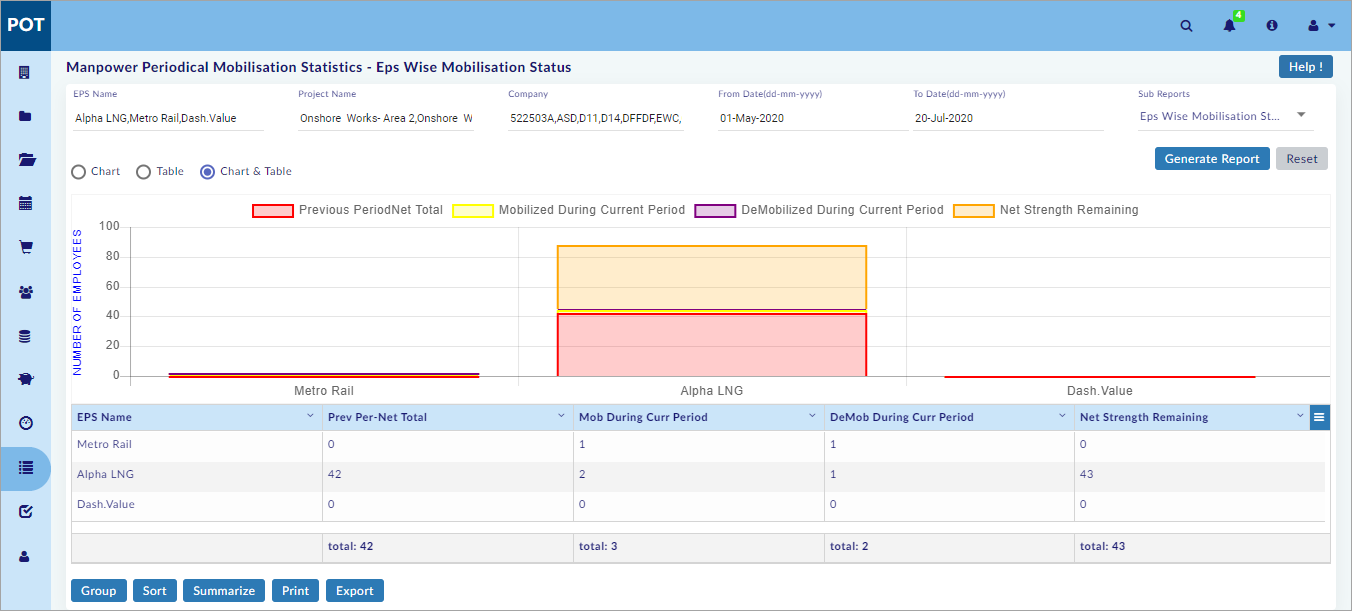 POT
4
Manpower Periodical Mobilisation Statistics - Eps Wise Mobilisation Status
Help !
EPS Name Project Name Company From Date(dd-mm-yyyy) To Date(dd-mm-yyyy) Sub Reports
Alpha LNG,Metro Rail,Dash.Value Onshore Works- Area 2,Onshore W 522503A,ASD,D11,D14,DFFDF,EWC, 01-May-2020 20-Jul-2020 Eps Wise Mobilisation St...
Generate Report Reset
Chart Table Chart & Table
Previous PeriodNet Total Mobilized During Current Period DeMobilized During Current Period Net Strength Remaining
NUMBER OF EMPLOYEES
100
80
60
40
20
0
Metro Rail Alpha LNG Dash.Value
EPS Name Prev Per-Net Total Mob During Curr Period DeMob During Curr Period Net Strength Remaining
Metro Rail 0 1 1 0
Alpha LNG 42 2 1 43
Dash.Value 0 0 0 0
total: 42 total: 3 total: 2 total: 43
Group Sort Summarize Print Export